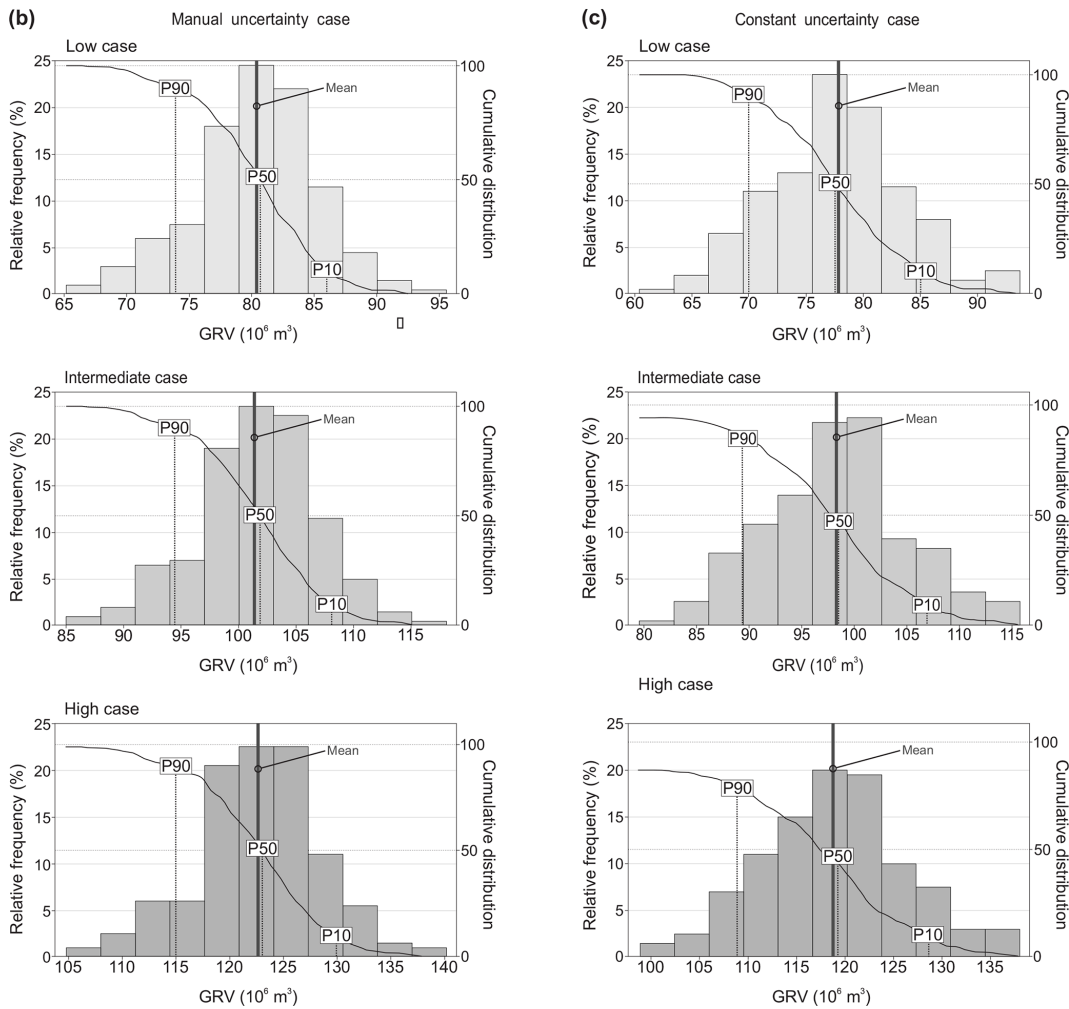 (b) Manual uncertainty case
Low case
25
20
15
10
5
0
Relative frequency (%)
100
50
0
Cumulative distribution
P90
P50
P10
Mean
65 70 75 80 85 90 95
GRV (10⁶ m³)
Intermediate case
25
20
15
10
5
0
Relative frequency (%)
100
50
0
Cumulative distribution
P90
P50
P10
Mean
85 90 95 100 105 110 115
GRV (10⁶ m³)
High case
25
20
15
10
5
0
Relative frequency (%)
100
50
0
Cumulative distribution
P90
P50
P10
Mean
105 110 115 120 125 130 135 140
GRV (10⁶ m³)
(c) Constant uncertainty case
Low case
25
20
15
10
5
0
Relative frequency (%)
100
50
0
Cumulative distribution
P90
P50
P10
Mean
60 65 70 75 80 85 90
GRV (10⁶ m³)
Intermediate case
25
20
15
10
5
0
Relative frequency (%)
100
50
0
Cumulative distribution
P90
P50
P10
Mean
80 85 90 95 100 105 110 115
GRV (10⁶ m³)
High case
25
20
15
10
5
0
Relative frequency (%)
100
50
0
Cumulative distribution
P90
P50
P10
Mean
100 105 110 115 120 125 130 135
GRV (10⁶ m³)